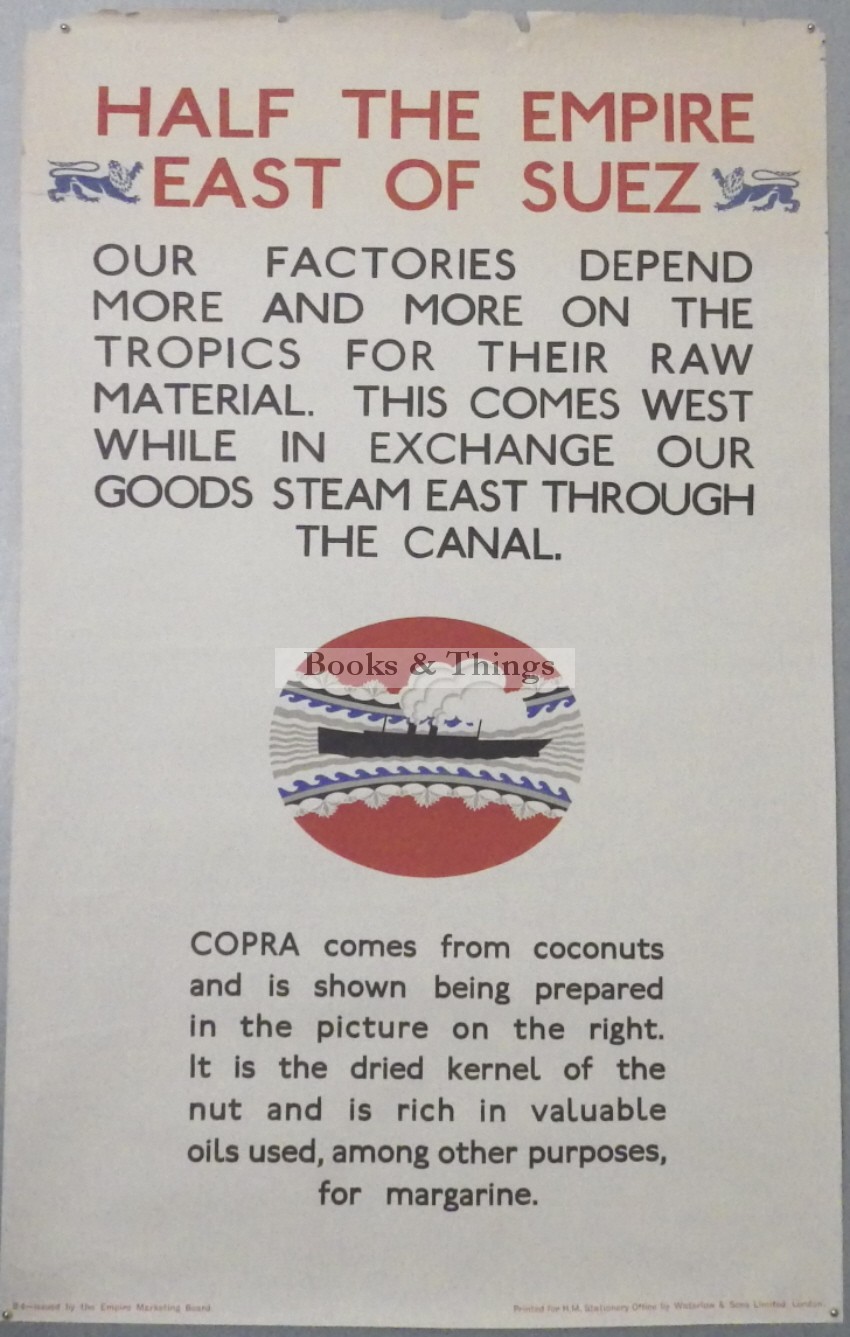 HALF THE EMPIRE
EAST OF SUEZ
OUR FACTORIES DEPEND
MORE AND MORE ON THE
TROPICS FOR THEIR RAW
MATERIAL. THIS COMES WEST
WHILE IN EXCHANGE OUR
GOODS STEAM EAST THROUGH
THE CANAL.
Books & Things
COPRA comes from coconuts
and is shown being prepared
in the picture on the right.
It is the dried kernel of the
nut and is rich in valuable
oils used, among other purposes,
for margarine.
issued by the Empire Marketing Board
Printed for H.M. Stationery Office by Waterlow & Sons Limited, London